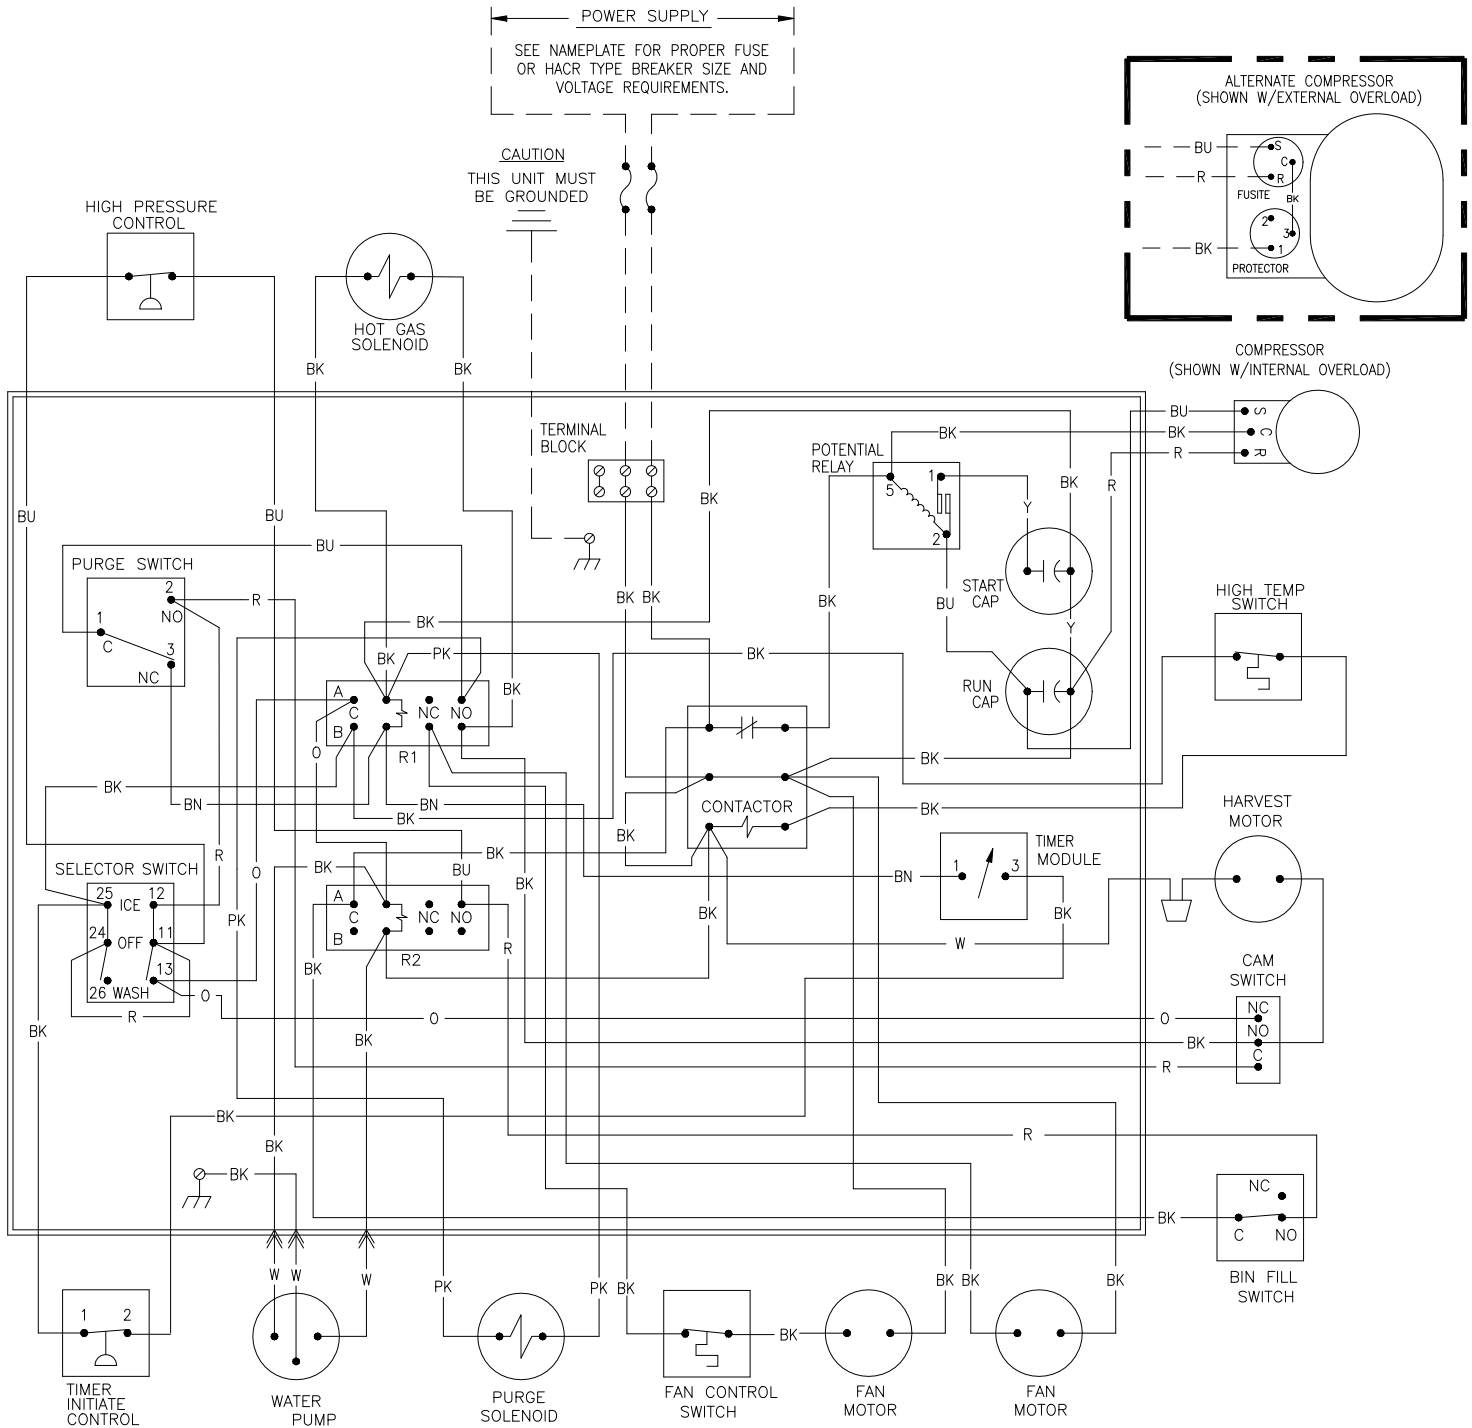 POWER SUPPLY
SEE NAMEPLATE FOR PROPER FUSE
OR HACR TYPE BREAKER SIZE AND
VOLTAGE REQUIREMENTS.
ALTERNATE COMPRESSOR
(SHOWN W/EXTERNAL OVERLOAD)
BU
S
C
R
R
FUSITE
BK
2
3
BK
1
PROTECTOR
CAUTION
THIS UNIT MUST
BE GROUNDED
HIGH PRESSURE
CONTROL
HOT GAS
SOLENOID
COMPRESSOR
(SHOWN W/INTERNAL OVERLOAD)
BK
BK
BU
S
BK
BK
C
R
R
TERMINAL
BLOCK
POTENTIAL
RELAY
5
1
2
BK
BK
R
Y
BU
BU
BU
PURGE SWITCH
2
NO
1
C
3
NC
R
START
CAP
BK
BK
BK
BU
HIGH TEMP
SWITCH
BK
Y
BK
PK
BK
BK
RUN
CAP
A
C
B
NC
NO
R1
O
BK
BN
BN
BK
BK
BK
BK
CONTACTOR
HARVEST
MOTOR
BK
TIMER
MODULE
1
3
BK
BK
BU
BK
BN
R
SELECTOR SWITCH
O
25
ICE
12
24
OFF
11
13
26
WASH
R
O
PK
A
C
B
NC
NO
R2
R
BK
BK
BK
W
CAM
SWITCH
NC
NO
C
BK
O
O
BK
BK
R
BK
BK
R
BK
NC
C
NO
BK
BIN FILL
SWITCH
W
W
W
PK
PK
BK
BK
BK
BK
1
2
BK
TIMER
INITIATE
CONTROL
WATER
PUMP
PURGE
SOLENOID
FAN CONTROL
SWITCH
FAN
MOTOR
FAN
MOTOR